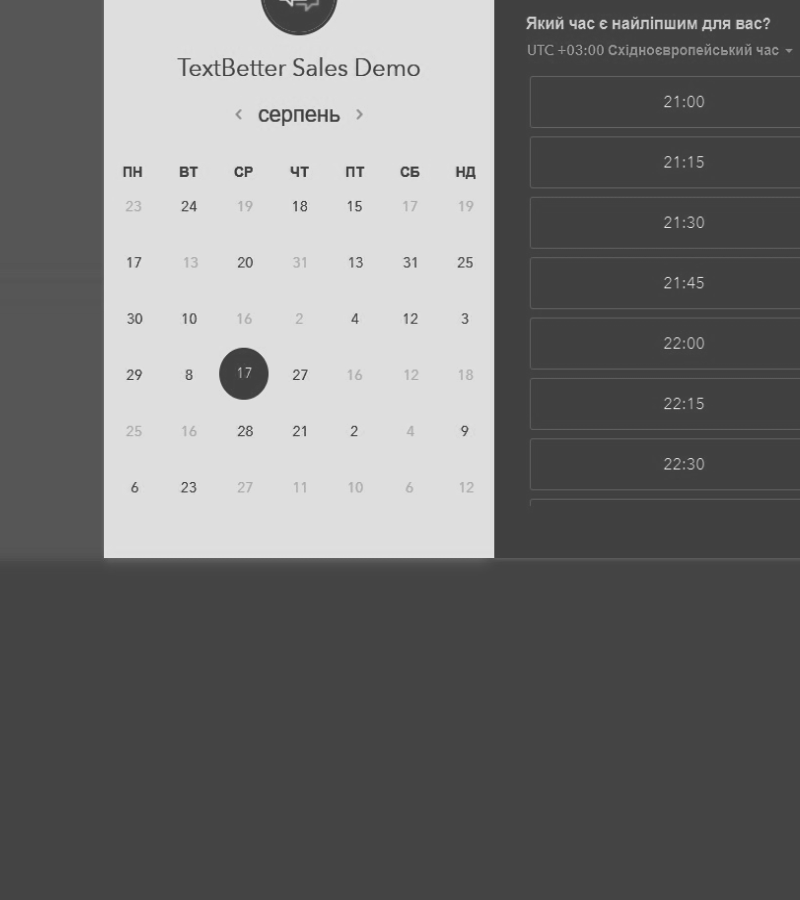 TextBetter Sales Demo
серпень
ПН ВТ СР ЧТ ПТ СБ НД
23 24 19 18 15 17 19
17 13 20 31 13 31 25
30 10 16 2 4 12 3
29 8 17 27 16 12 18
25 16 28 21 2 4 9
6 23 27 11 10 6 12
Який час є найліпшим для вас?
UTC +03:00 Східноєвропейський час
21:00
21:15
21:30
21:45
22:00
22:15
22:30